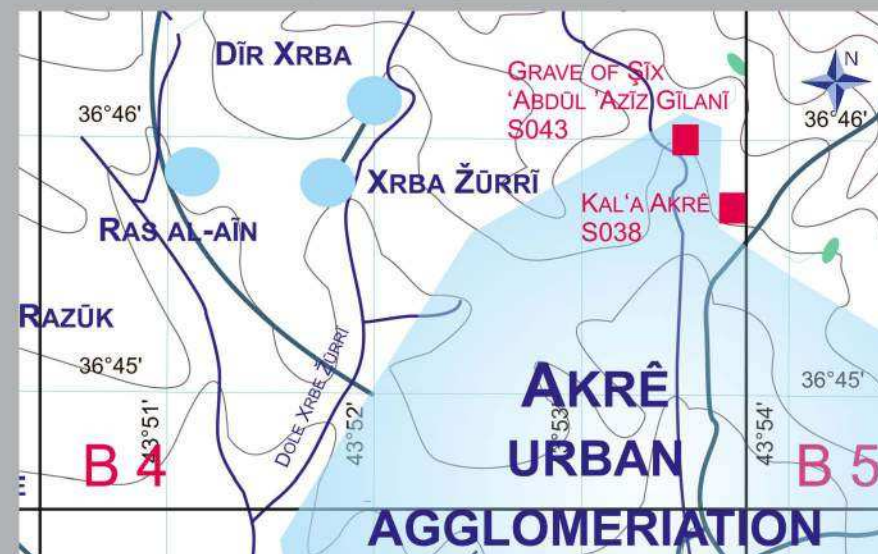 DĪR XRBA
GRAVE OF ŞĪX
'ABDŪL 'AZĪZ GĪLANĪ
S043
N
36°46'
36°46'
XRBA ŽŪRRĪ
KAL'A AKRÊ
S038
RAS AL-AĪN
RAZŪK
36°45'
36°45'
DOLE XRBE ŽŪRRĪ
43°51'
43°52'
43°53'
43°54'
AKRÊ
URBAN
AGGLOMERIATION
B 4
B 5